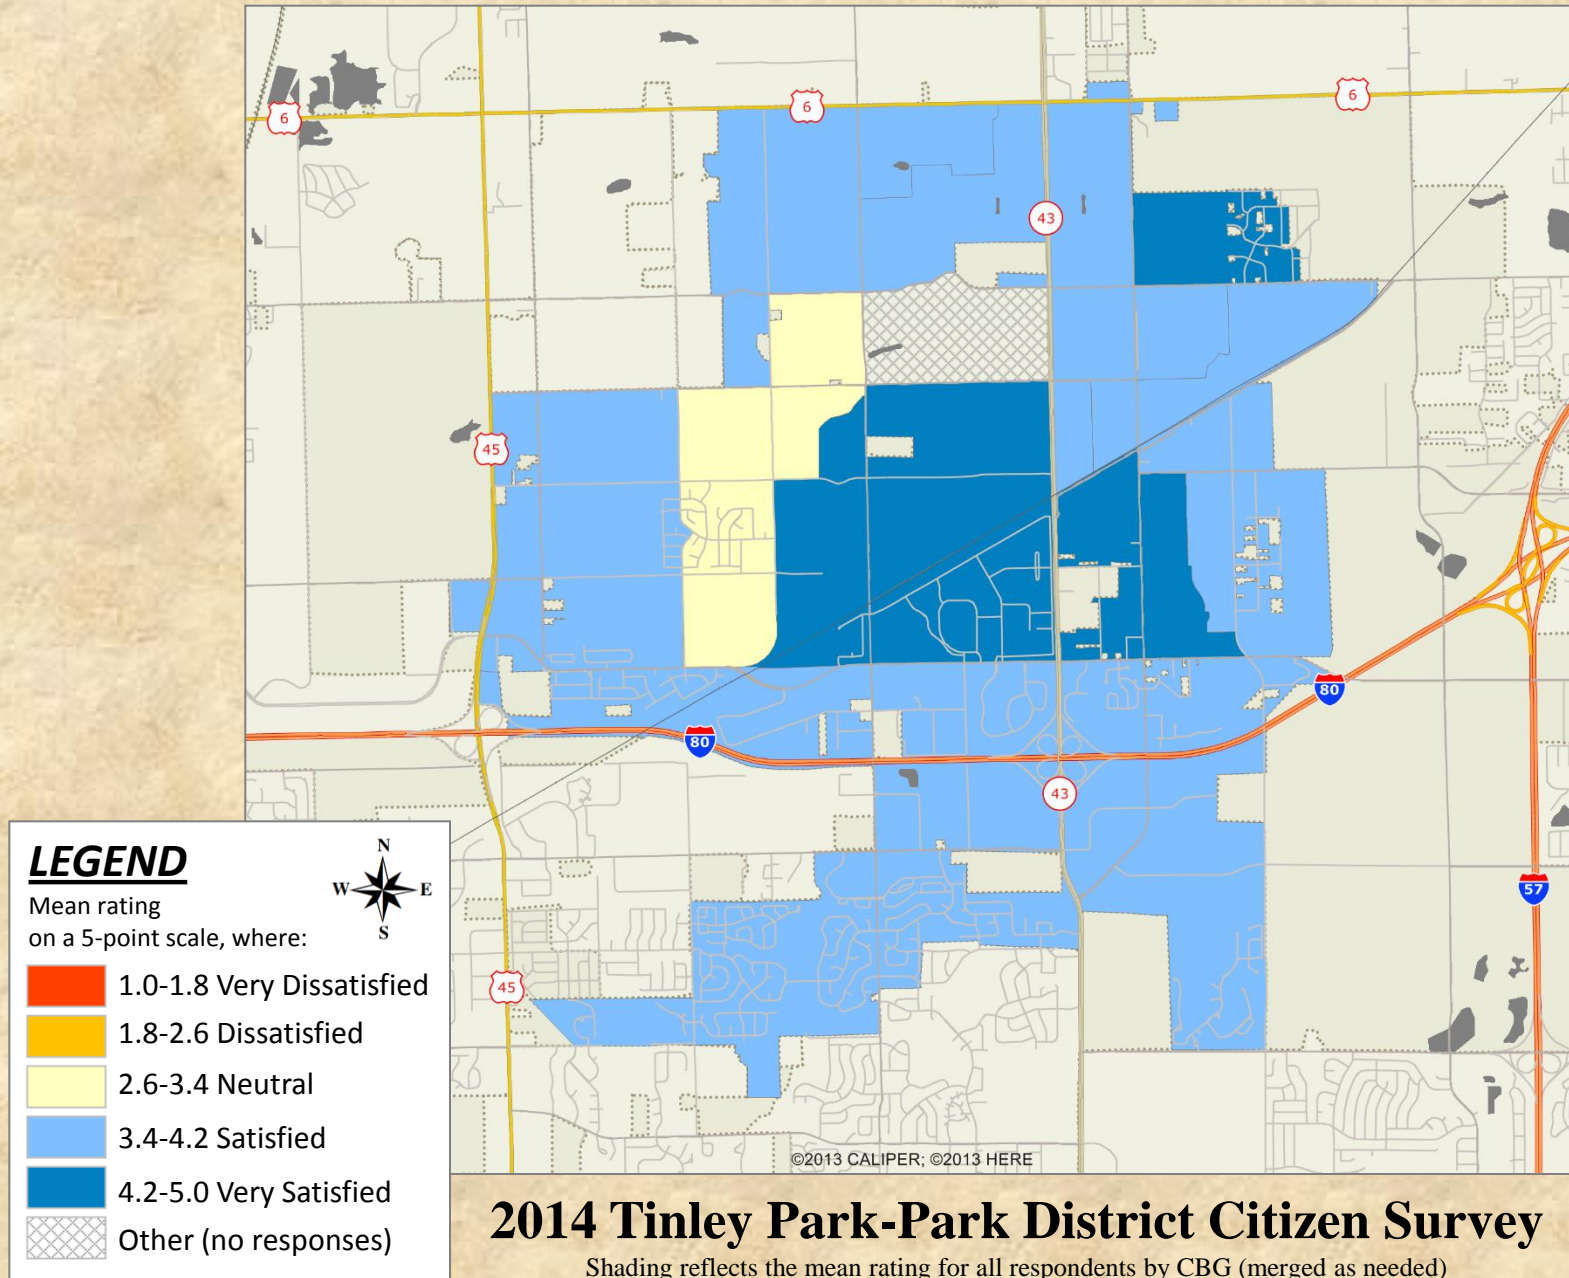 6
6
6
43
45
80
80
43
57
45
©2013 CALIPER; ©2013 HERE
LEGEND
N
W E
S
Mean rating
on a 5-point scale, where:
1.0-1.8 Very Dissatisfied
1.8-2.6 Dissatisfied
2.6-3.4 Neutral
3.4-4.2 Satisfied
4.2-5.0 Very Satisfied
Other (no responses)
2014 Tinley Park-Park District Citizen Survey
Shading reflects the mean rating for all respondents by CBG (merged as needed)